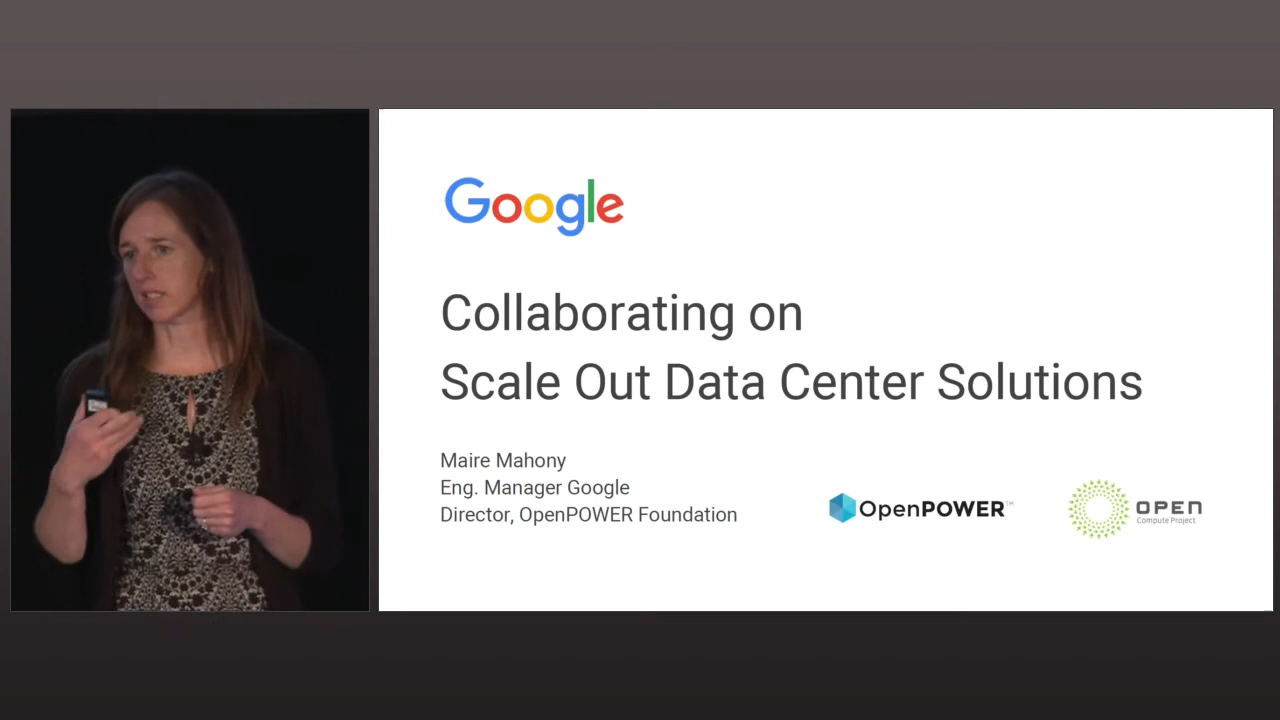 Google
Collaborating on
Scale Out Data Center Solutions
Maire Mahony
Eng. Manager Google
Director, OpenPOWER Foundation
OpenPOWER™
OPEN
Compute Project